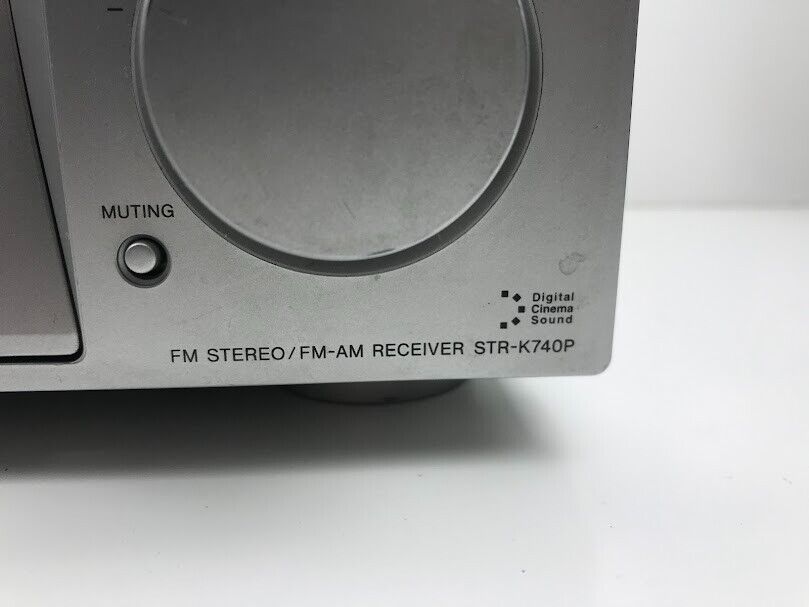 MUTING
Digital
Cinema
Sound
FM STEREO/FM-AM RECEIVER STR-K740P